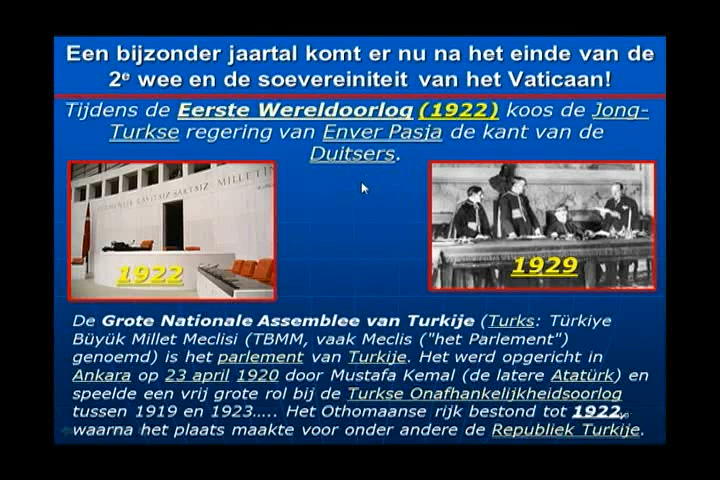 Een bijzonder jaartal komt er nu na het einde van de
2e wee en de soevereiniteit van het Vaticaan!
Tijdens de Eerste Wereldoorlog (1922) koos de Jong-
Turkse regering van Enver Pasja de kant van de
Duitsers.
MILLETİN
1922
1929
De Grote Nationale Assemblee van Turkije (Turks: Türkiye
Büyük Millet Meclisi (TBMM, vaak Meclis ("het Parlement")
genoemd) is het parlement van Turkije. Het werd opgericht in
Ankara op 23 april 1920 door Mustafa Kemal (de latere Atatürk) en
speelde een vrij grote rol bij de Turkse Onafhankelijkheidsoorlog
tussen 1919 en 1923..... Het Othomaanse rijk bestond tot 1922,
waarna het plaats maakte voor onder andere de Republiek Turkije.